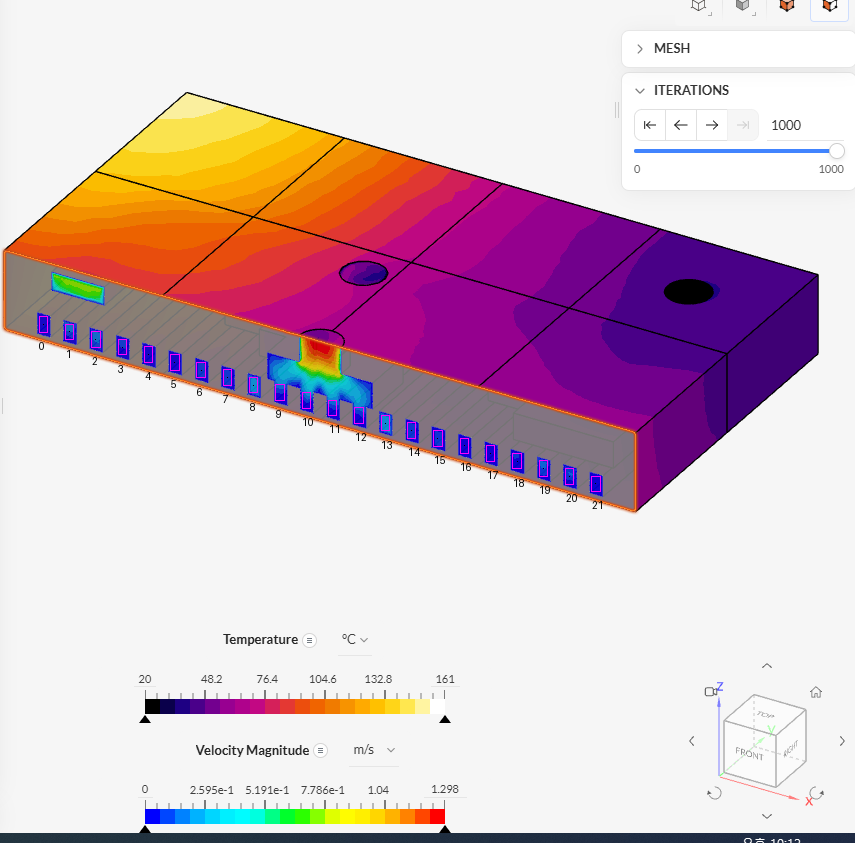 MESH
ITERATIONS
1000
0 1000
0
1
2
3
4
5
6
7
8
9
10
11
12
13
14
15
16
17
18
19
20
21
Temperature °C
20 48.2 76.4 104.6 132.8 161
Velocity Magnitude m/s
0 2.595e-1 5.191e-1 7.786e-1 1.04 1.298
Z
TOP
Y
FRONT
RIGHT
X